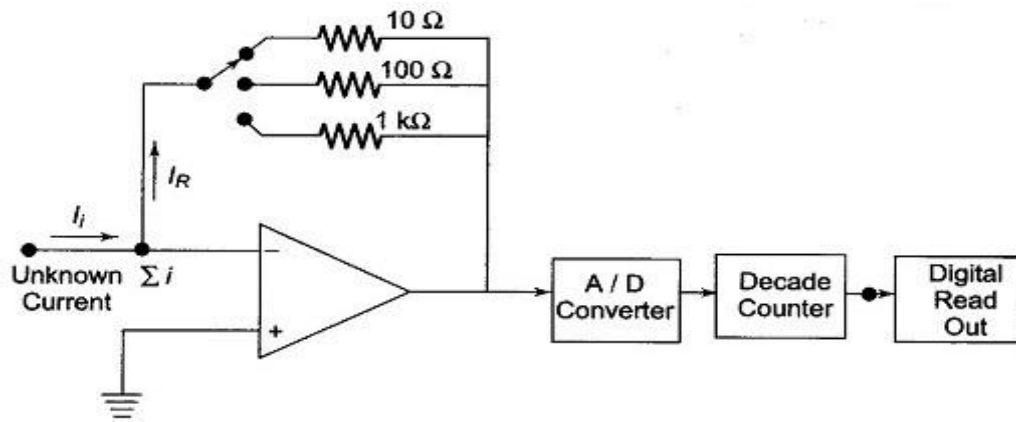 10 Ω
100 Ω
1 kΩ
I_R
I_i
Unknown
Current
Σ i
−
+
A / D
Converter
Decade
Counter
Digital
Read
Out